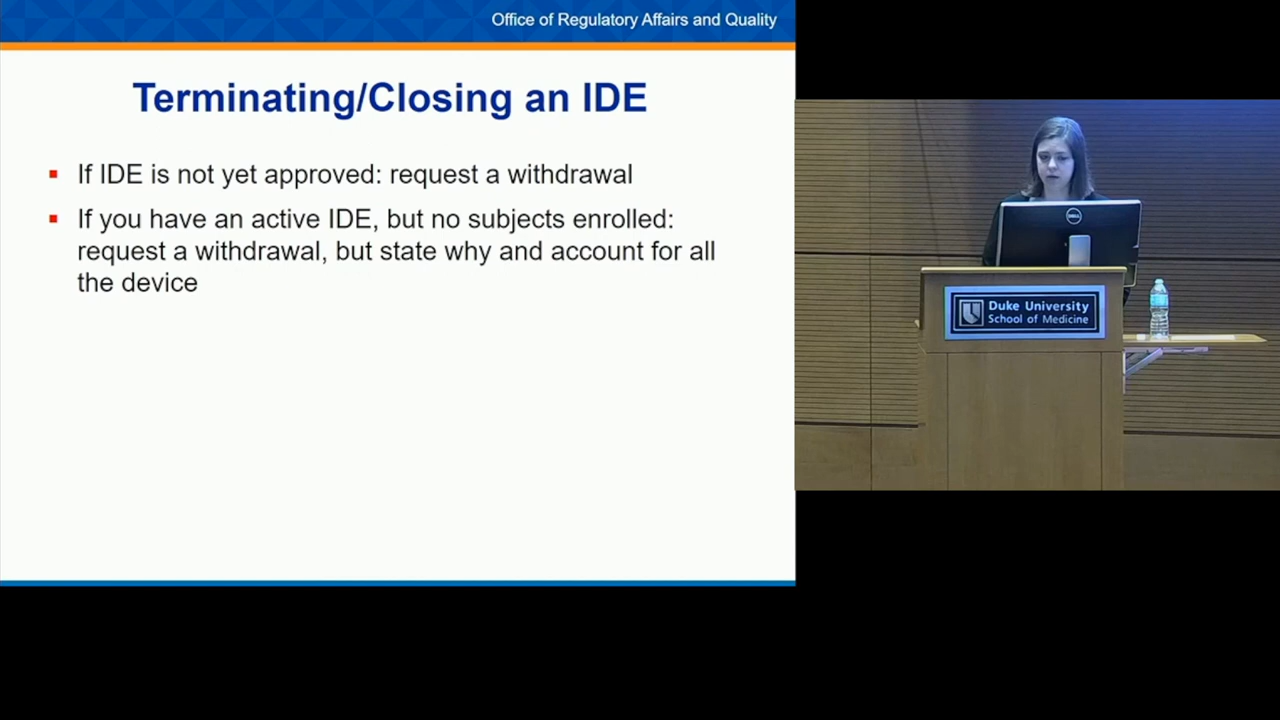 Office of Regulatory Affairs and Quality
Terminating/Closing an IDE
▪ If IDE is not yet approved: request a withdrawal
▪ If you have an active IDE, but no subjects enrolled:
request a withdrawal, but state why and account for all
the device
DELL
Duke University
School of Medicine